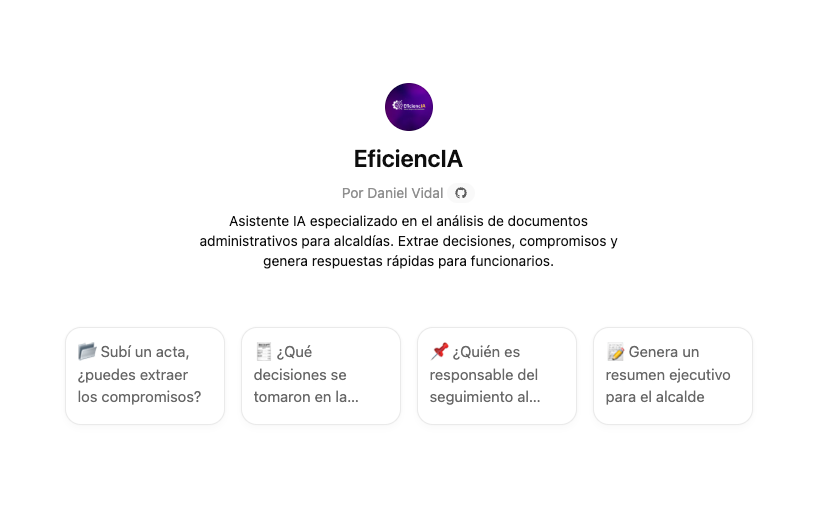 EficiencIA
EficiencIA
Por Daniel Vidal
Asistente IA especializado en el análisis de documentos
administrativos para alcaldías. Extrae decisiones, compromisos y
genera respuestas rápidas para funcionarios.
📂 Subí un acta,
¿puedes extraer
los compromisos?
🧾 ¿Qué
decisiones se
tomaron en la...
📌 ¿Quién es
responsable del
seguimiento al...
📝 Genera un
resumen ejecutivo
para el alcalde